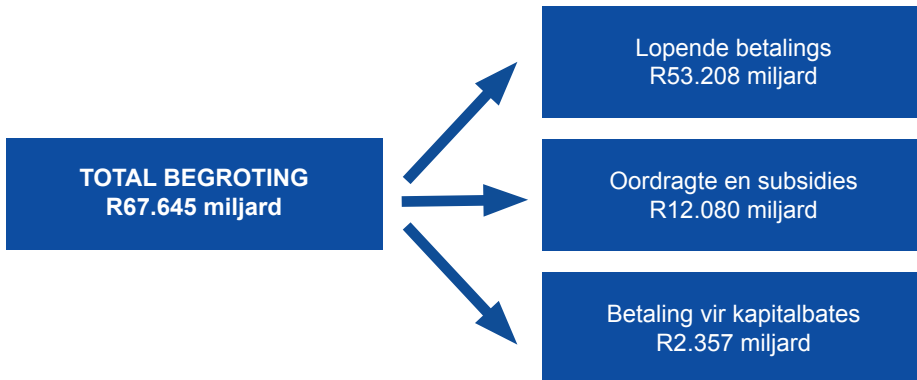 TOTAL BEGROTING
R67.645 miljard
Lopende betalings
R53.208 miljard
Oordragte en subsidies
R12.080 miljard
Betaling vir kapitalbates
R2.357 miljard